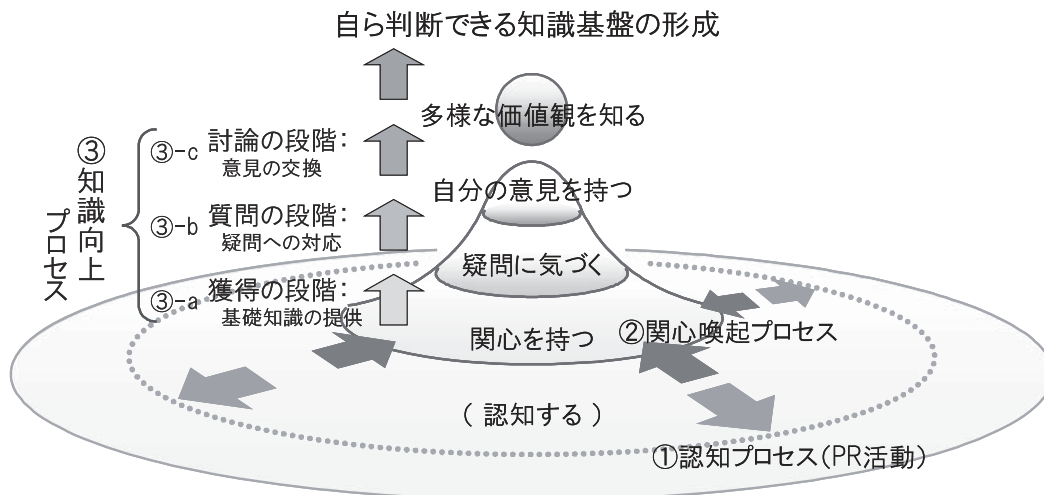 自ら判断できる知識基盤の形成
多様な価値観を知る
③知識向上
プロセス
③-c 討論の段階：
意見の交換
自分の意見を持つ
③-b 質問の段階：
疑問への対応
疑問に気づく
③-a 獲得の段階：
基礎知識の提供
関心を持つ
②関心喚起プロセス
（ 認知する ）
①認知プロセス（PR活動）